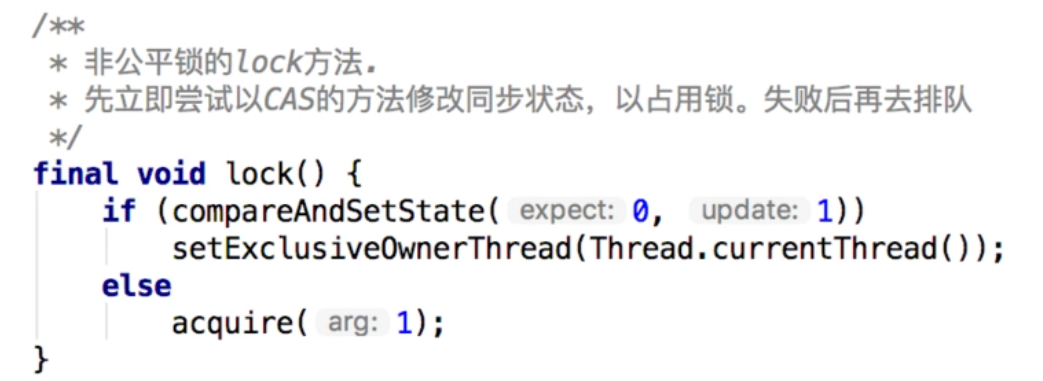 /**
 * 非公平锁的lock方法.
 * 先立即尝试以CAS的方法修改同步状态，以占用锁。失败后再去排队
 */
final void lock() {
    if (compareAndSetState( expect: 0,  update: 1))
        setExclusiveOwnerThread(Thread.currentThread());
    else
        acquire( arg: 1);
}